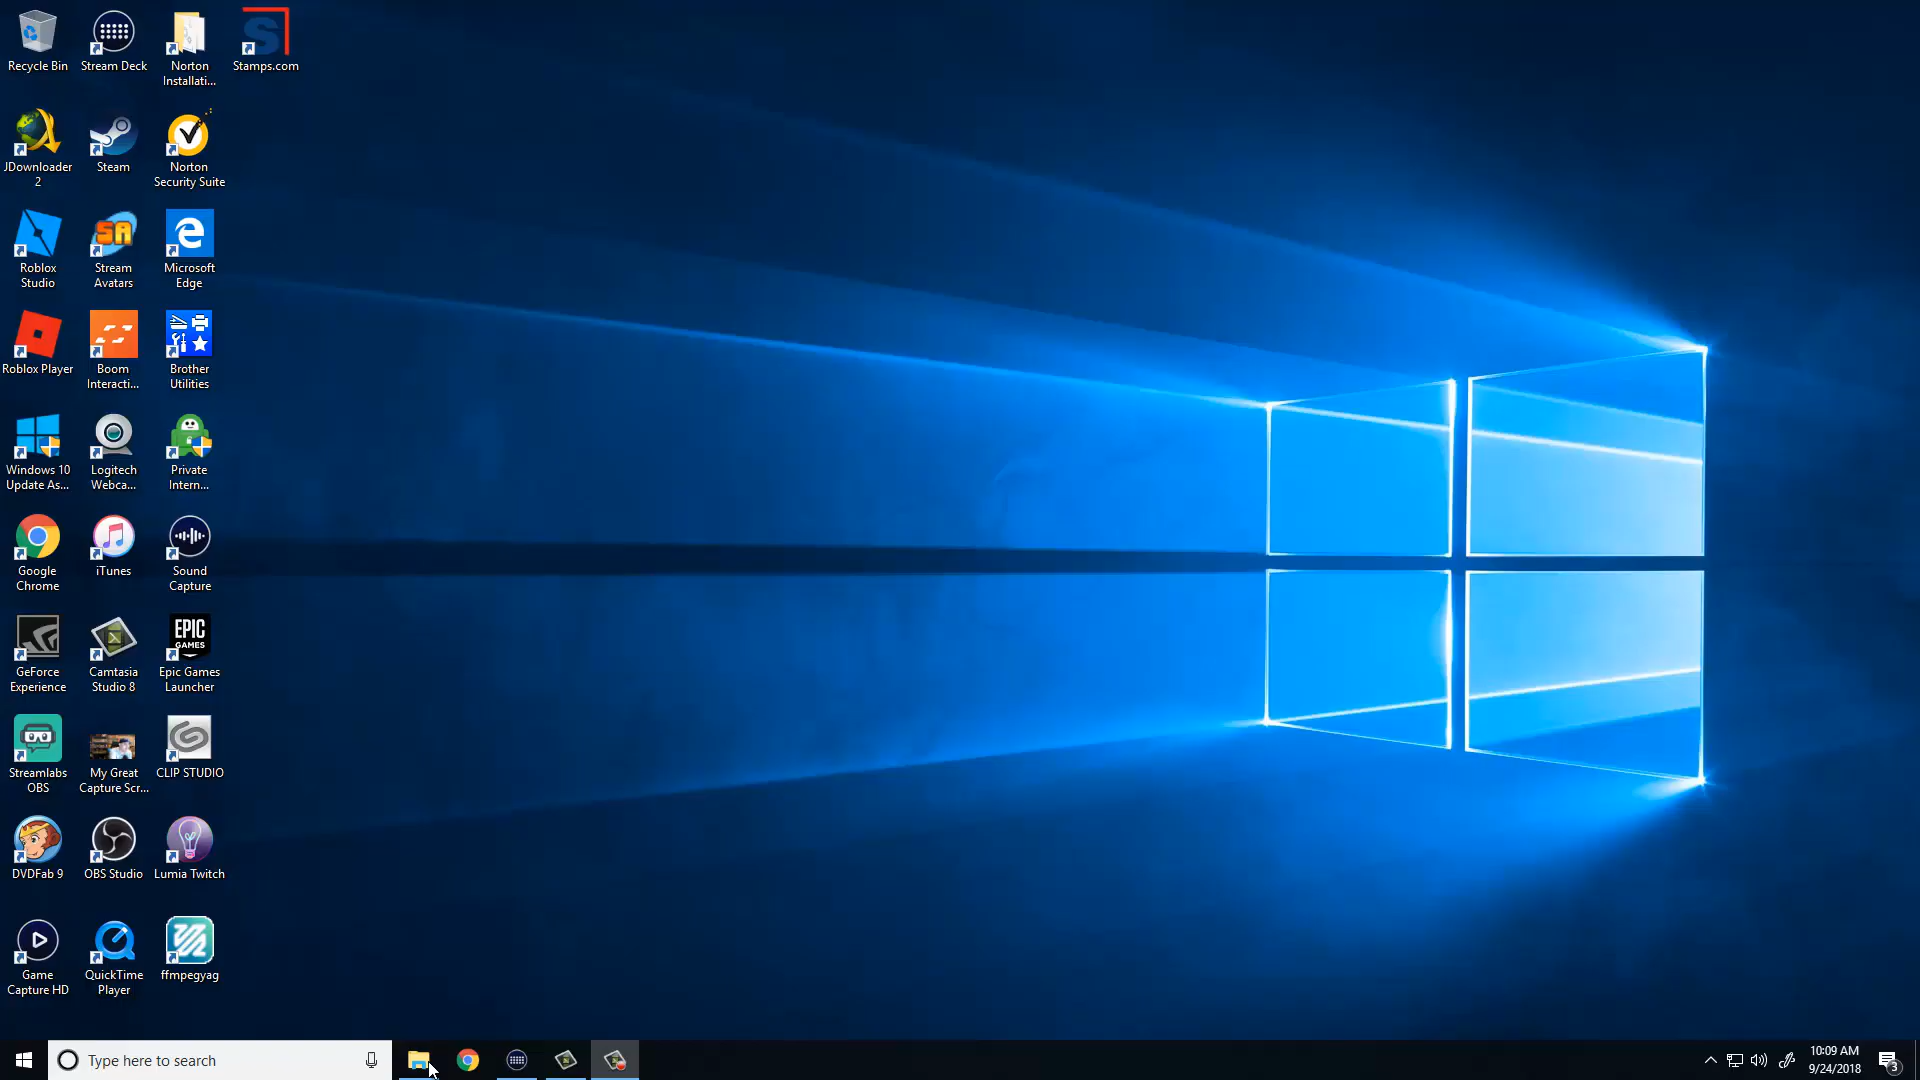 Recycle Bin
Stream Deck
Norton
Installati...
S
Stamps.com
JDownloader
2
Steam
Norton
Security Suite
Roblox
Studio
SA
Stream
Avatars
Microsoft
Edge
Roblox Player
Boom
Interacti...
Brother
Utilities
Windows 10
Update As...
Logitech
Webca...
Private
Intern...
Google
Chrome
iTunes
Sound
Capture
GeForce
Experience
Camtasia
Studio 8
EPIC
GAMES
Epic Games
Launcher
Streamlabs
OBS
My Great
Capture Scr...
CLIP STUDIO
DVDFab 9
OBS Studio
Lumia Twitch
Game
Capture HD
QuickTime
Player
ffmpegyag
Type here to search
10:09 AM
9/24/2018
3